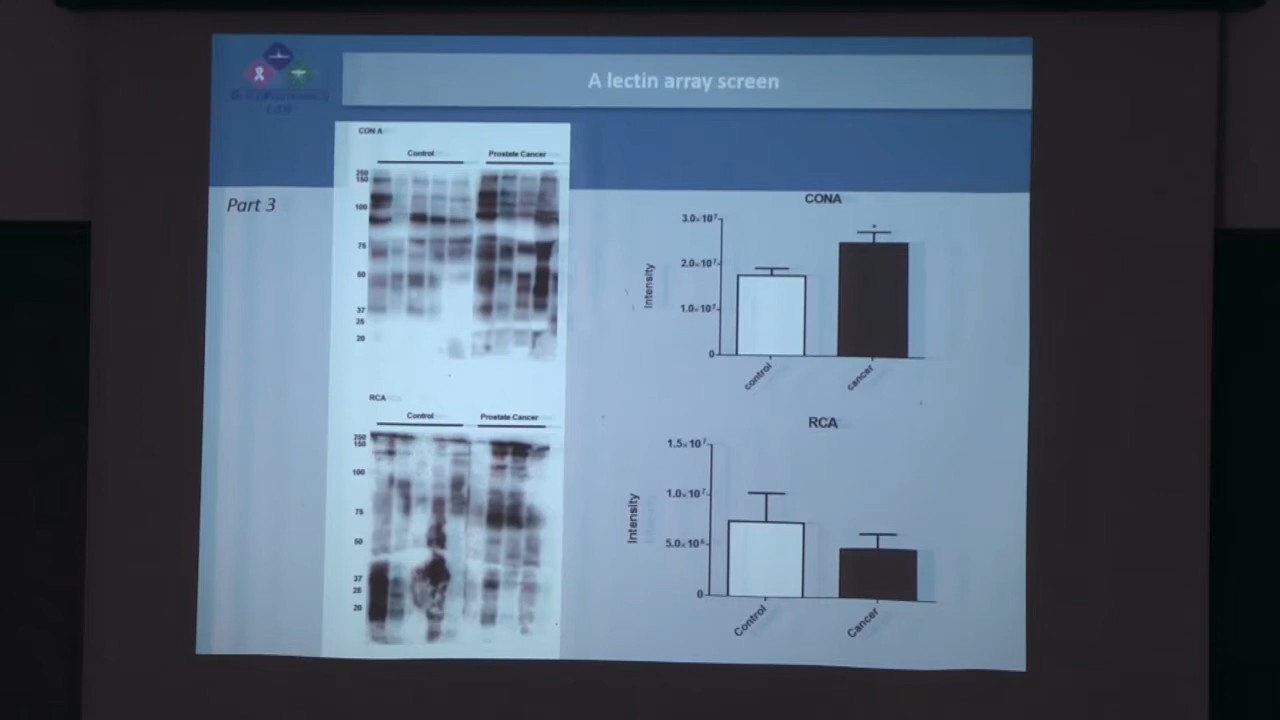 A lectin array screen
Part 3
CON A
Control
Prostate Cancer
250
150
100
75
50
37
25
20
RCA
Control
Prostate Cancer
250
150
100
75
50
37
25
20
CONA
Intensity
3.0×10⁷
2.0×10⁷
1.0×10⁷
0
*
control
cancer
RCA
Intensity
1.5×10⁷
1.0×10⁷
5.0×10⁶
0
Control
Cancer